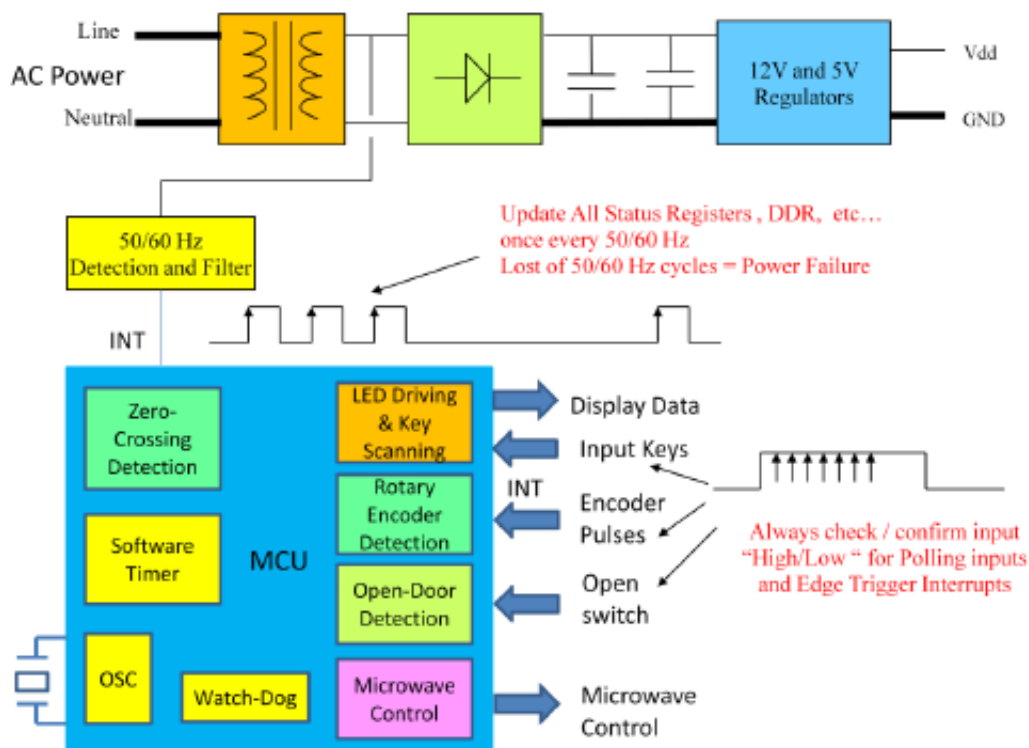 Line
AC Power
Neutral
12V and 5V
Regulators
Vdd
GND
50/60 Hz
Detection and Filter
Update All Status Registers , DDR, etc…
once every 50/60 Hz
Lost of 50/60 Hz cycles = Power Failure
INT
Zero-
Crossing
Detection
LED Driving
& Key
Scanning
Display Data
Input Keys
INT
Rotary
Encoder
Detection
Encoder
Pulses
Always check / confirm input
“High/Low “ for Polling inputs
and Edge Trigger Interrupts
Software
Timer
MCU
Open-Door
Detection
Open
switch
OSC
Watch-Dog
Microwave
Control
Microwave
Control